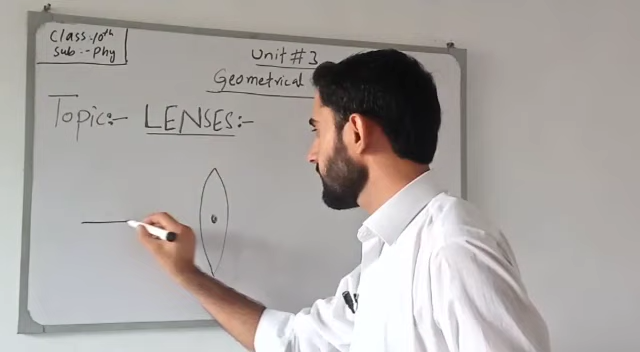 Class:10th
Sub:-Phy
Unit # 3
Geometrical
Topic:- LENSES:-